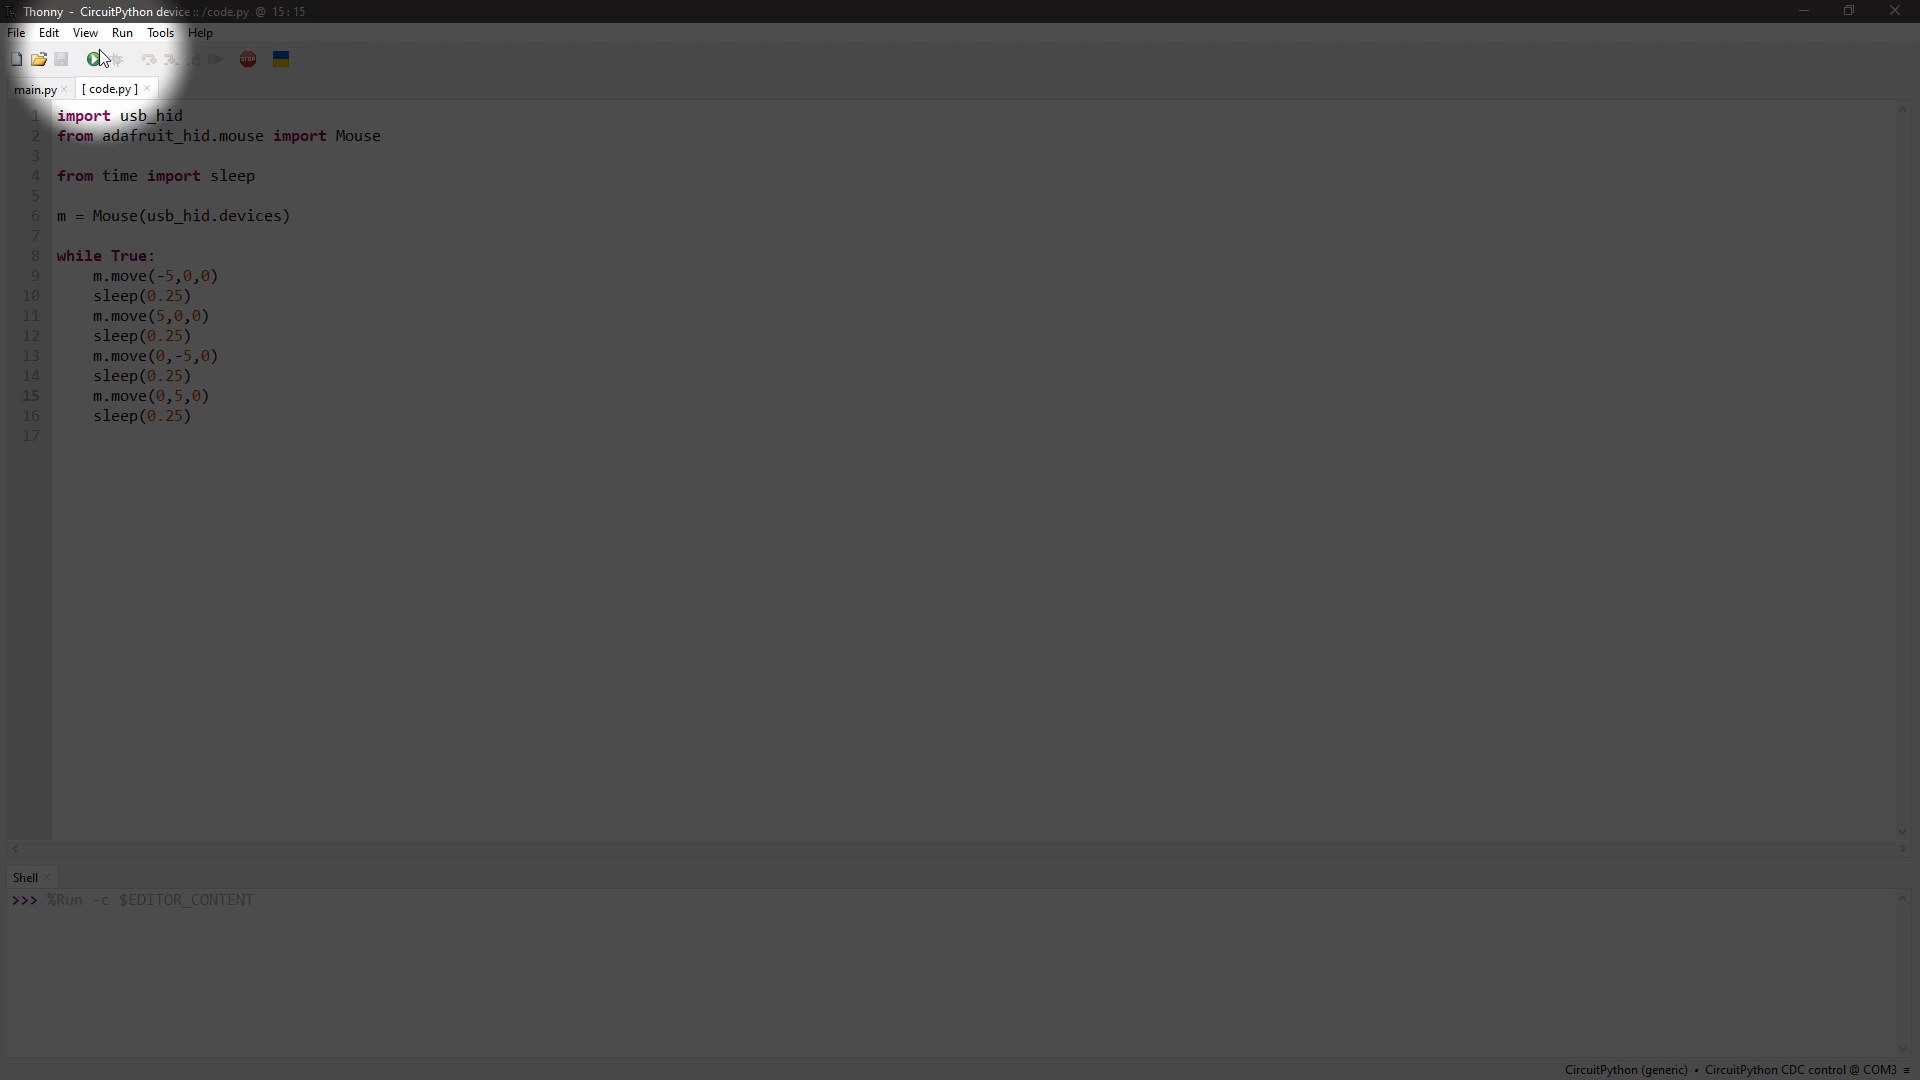 Thonny - CircuitPython device :: /code.py @ 15 : 15
File Edit View Run Tools Help
STOP
main.py × [ code.py ] ×
1 import usb_hid
2 from adafruit_hid.mouse import Mouse
3
4 from time import sleep
5
6 m = Mouse(usb_hid.devices)
7
8 while True:
9 m.move(-5,0,0)
10 sleep(0.25)
11 m.move(5,0,0)
12 sleep(0.25)
13 m.move(0,-5,0)
14 sleep(0.25)
15 m.move(0,5,0)
16 sleep(0.25)
17
Shell ×
>>> %Run -c $EDITOR_CONTENT
CircuitPython (generic) • CircuitPython CDC control @ COM3 ≡